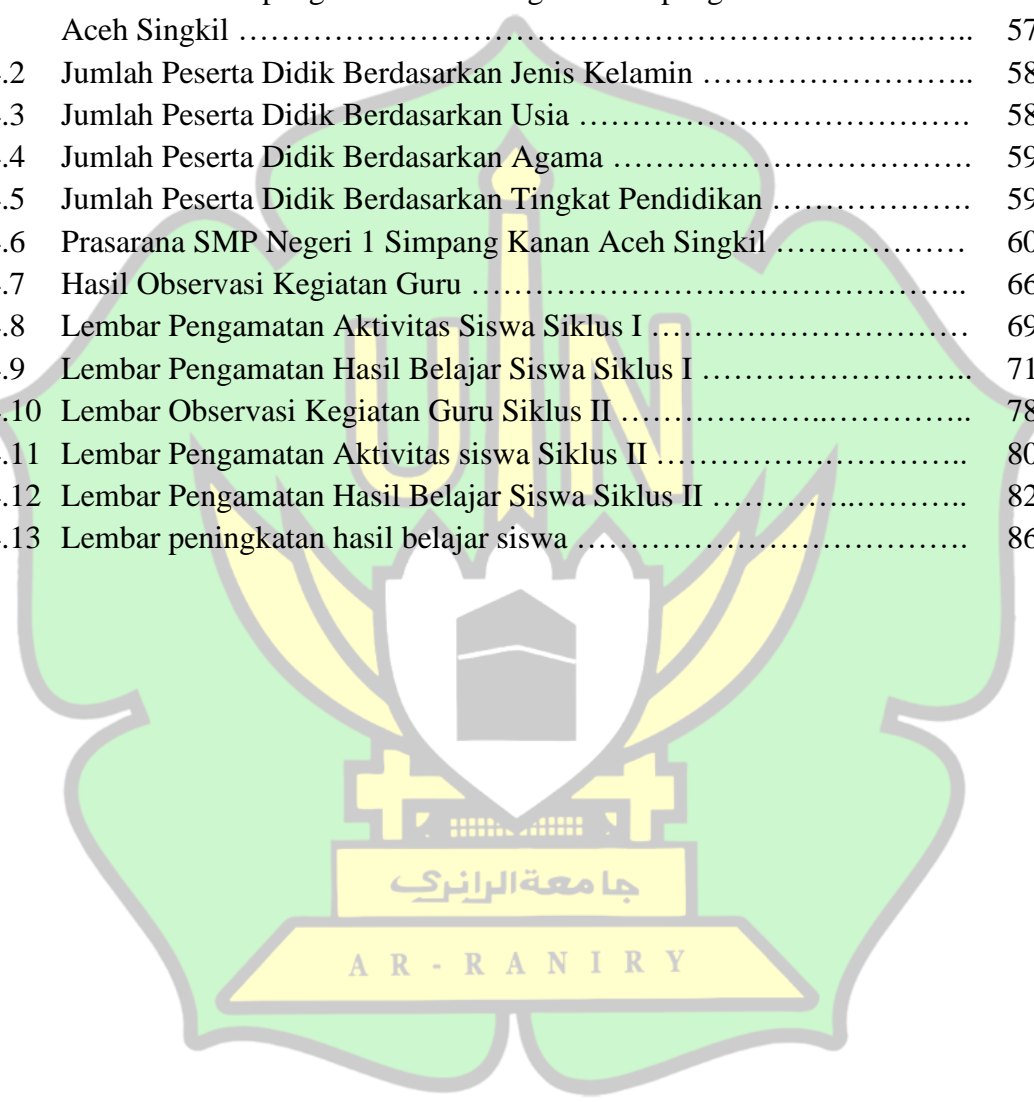 Aceh Singkil ……………………………………………………………..….. 57
.2 Jumlah Peserta Didik Berdasarkan Jenis Kelamin …………………….. 58
.3 Jumlah Peserta Didik Berdasarkan Usia ………………………………. 58
.4 Jumlah Peserta Didik Berdasarkan Agama ……………………………. 59
.5 Jumlah Peserta Didik Berdasarkan Tingkat Pendidikan ………………. 59
.6 Prasarana SMP Negeri 1 Simpang Kanan Aceh Singkil ……………… 60
.7 Hasil Observasi Kegiatan Guru ……………………………………….. 66
.8 Lembar Pengamatan Aktivitas Siswa Siklus I ………………………… 69
.9 Lembar Pengamatan Hasil Belajar Siswa Siklus I …………………….. 71
.10 Lembar Observasi Kegiatan Guru Siklus II ………………..………….. 78
.11 Lembar Pengamatan Aktivitas siswa Siklus II ……………………….. 80
.12 Lembar Pengamatan Hasil Belajar Siswa Siklus II …………..……….. 82
.13 Lembar peningkatan hasil belajar siswa ………………………………. 86
UIN
جامعة الرانري
AR-RANIRY